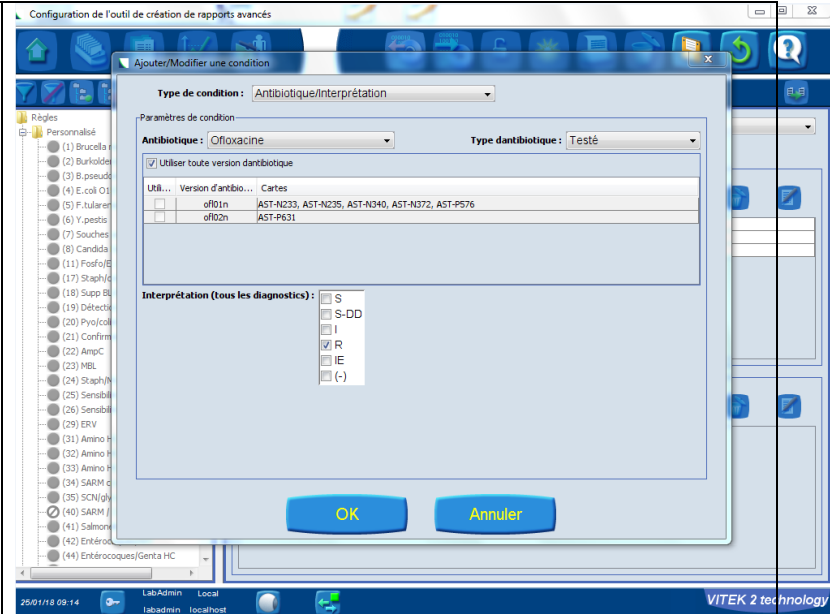 Configuration de l'outil de création de rapports avancés
Ajouter/Modifier une condition
Type de condition : Antibiotique/Interprétation
Paramètres de condition
Antibiotique : Ofloxacine Type dantibiotique : Testé
Utiliser toute version dantibiotique
Utili... Version d'antibio... Cartes
ofl01n AST-N233, AST-N235, AST-N340, AST-N372, AST-P576
ofl02n AST-P631
Interprétation (tous les diagnostics) :
S
S-DD
I
R
IE
(-)
OK Annuler
Règles
Personnalisé
(1) Brucella
(2) Burkolder
(3) B.pseudo
(4) E.coli O1
(5) F.tularen
(6) Y.pestis
(7) Souches
(8) Candida
(11) Fosfo/E
(17) Staph/
(18) Supp BL
(19) Détectio
(20) Pyo/coli
(21) Confirm
(22) AmpC
(23) MBL
(24) Staph/
(25) Sensibil
(26) Sensibil
(29) ERV
(31) Amino H
(32) Amino H
(33) Amino H
(34) SARM
(35) SCN/gly
(40) SARM /
(41) Salmone
(42) Entéroc
(44) Entérocoques/Genta HC
25/01/18 09:14
LabAdmin Local
labadmin localhost
VITEK 2 technology